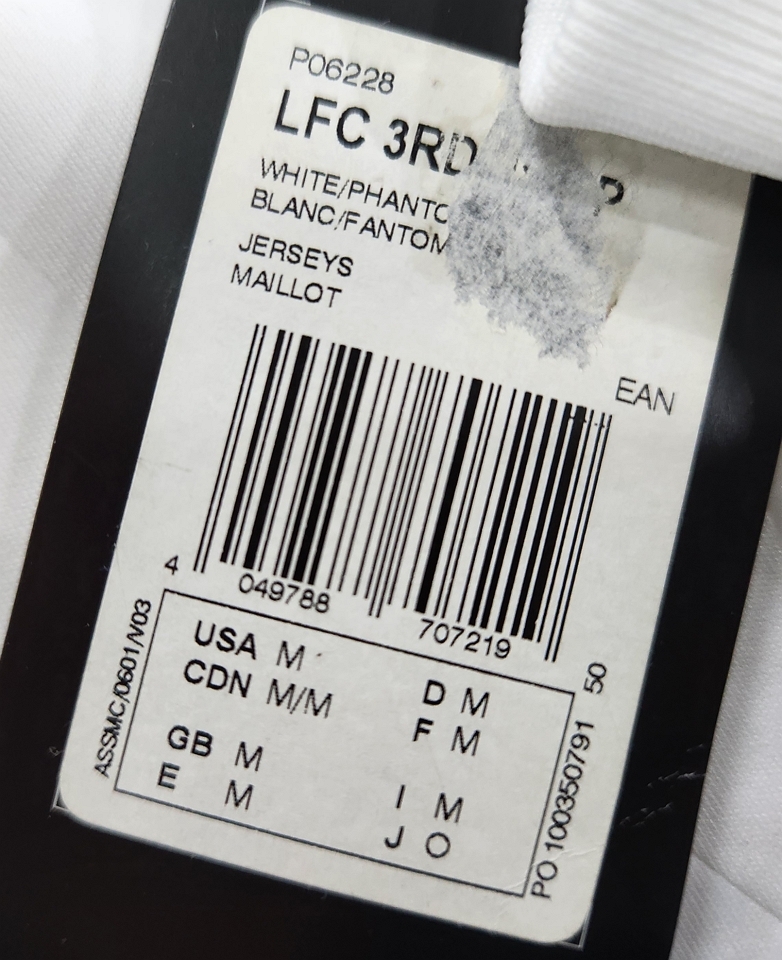 P06228
LFC 3RD
WHITE/PHANTO
BLANC/FANTOM
JERSEYS
MAILLOT
EAN
4 049788 707219
USA M
CDN M/M
GB M
E M
D M
F M
I M
J O
ASSMC/0601/V03
PO 100350791 50